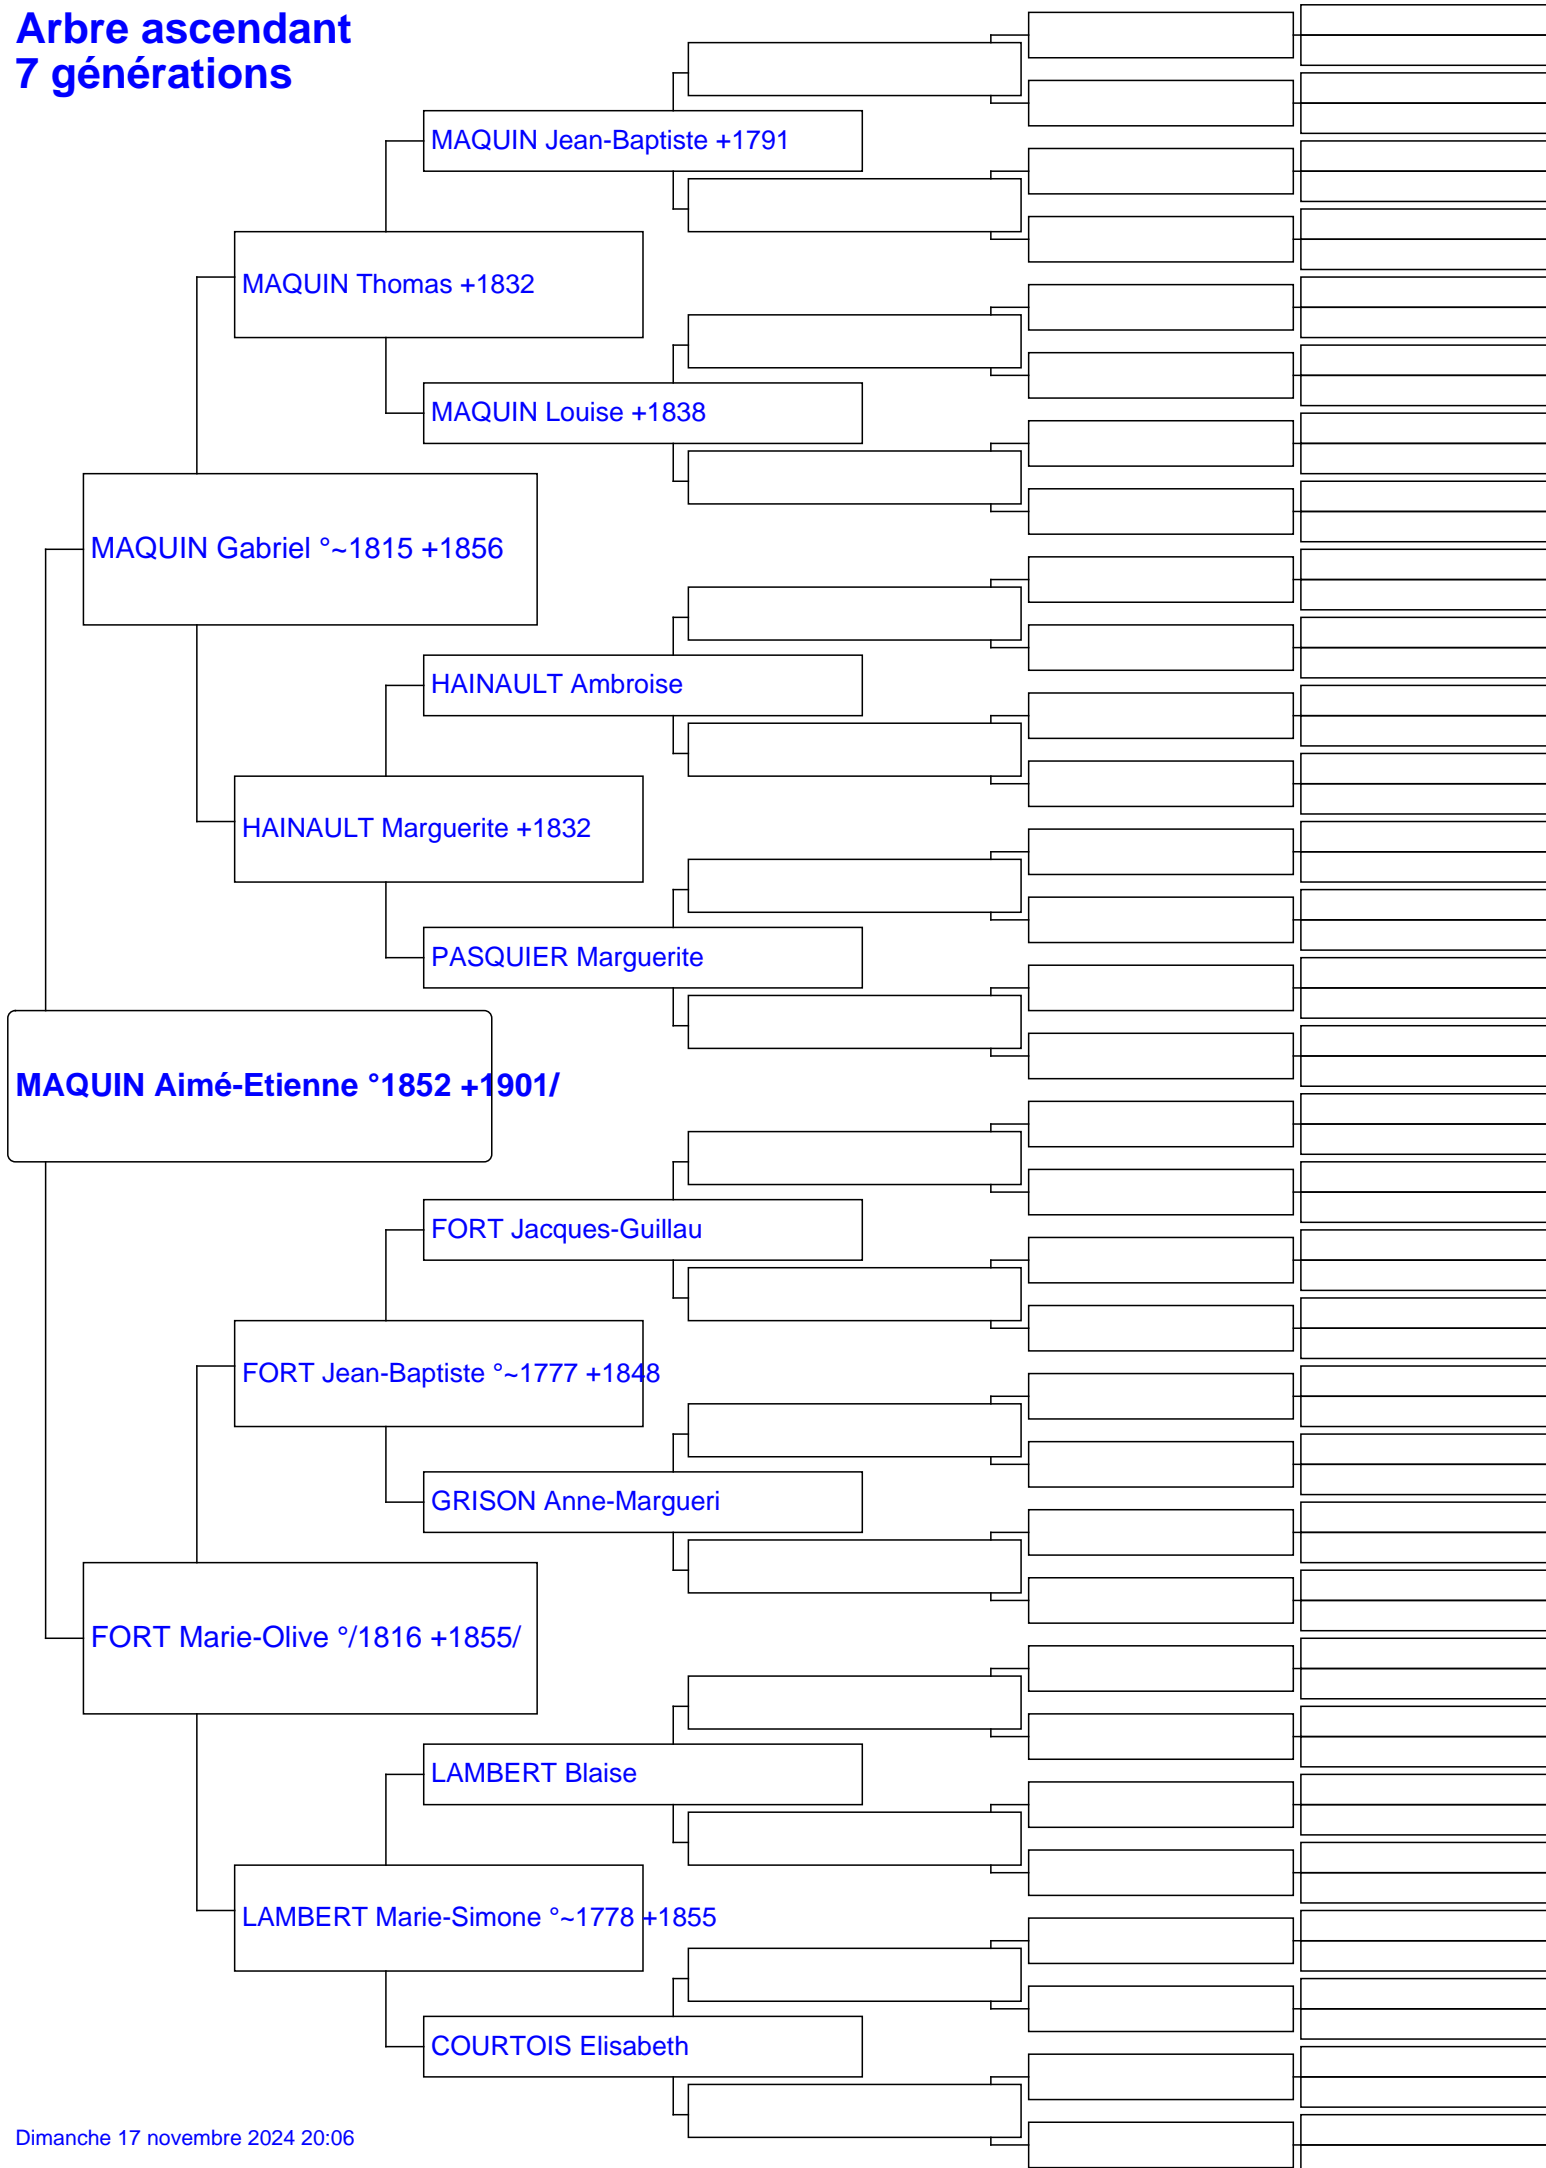 Arbre ascendant
7 générations
MAQUIN Jean-Baptiste +1791
MAQUIN Thomas +1832
MAQUIN Louise +1838
MAQUIN Gabriel °~1815 +1856
HAINAULT Ambroise
HAINAULT Marguerite +1832
PASQUIER Marguerite
MAQUIN Aimé-Etienne °1852 +1901/
FORT Jacques-Guillau
FORT Jean-Baptiste °~1777 +1848
GRISON Anne-Margueri
FORT Marie-Olive °/1816 +1855/
LAMBERT Blaise
LAMBERT Marie-Simone °~1778 +1855
COURTOIS Elisabeth
Dimanche 17 novembre 2024 20:06